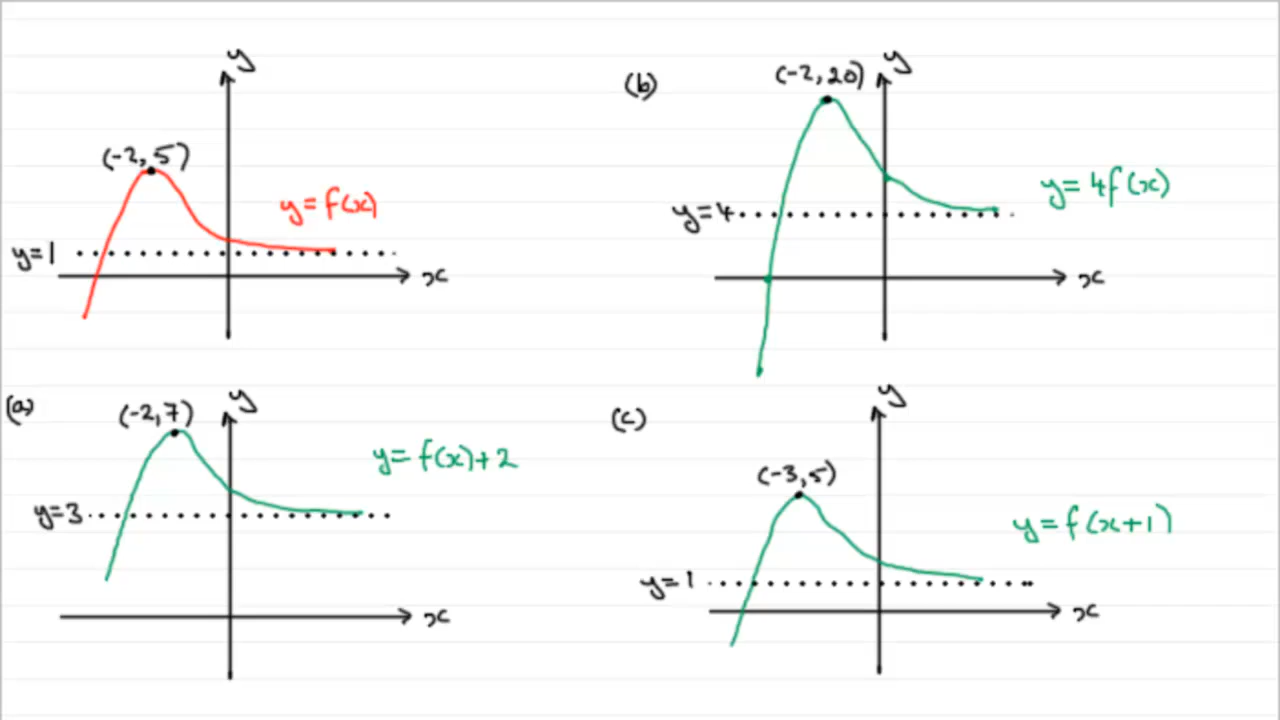 y
(-2, 5)
y = f(x)
y=1
x
(b)
(-2, 20)
y
y = 4f(x)
y=4
x
(a)
(-2, 7)
y
y = f(x)+2
y=3
x
(c)
y
(-3, 5)
y = f(x+1)
y=1
x